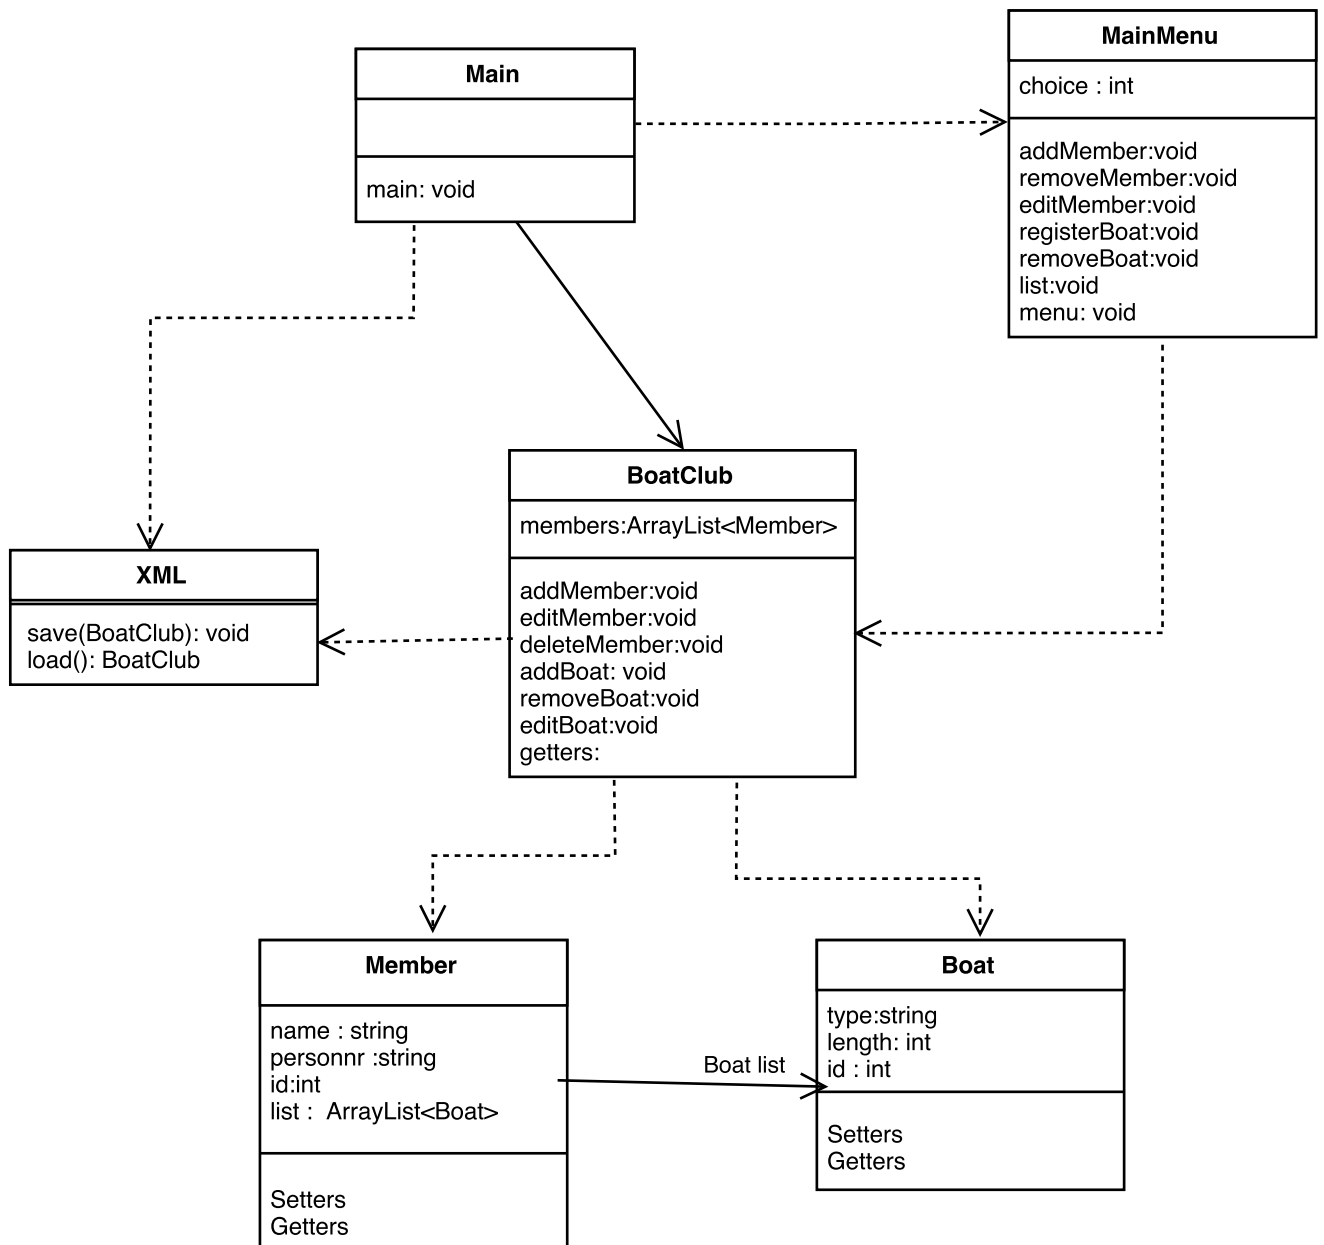 Main
main: void
MainMenu
choice : int
addMember:void
removeMember:void
editMember:void
registerBoat:void
removeBoat:void
list:void
menu: void
BoatClub
members:ArrayList<Member>
addMember:void
editMember:void
deleteMember:void
addBoat: void
removeBoat:void
editBoat:void
getters:
XML
save(BoatClub): void
load(): BoatClub
Member
name : string
personnr :string
id:int
list :  ArrayList<Boat>
Setters
Getters
Boat list
Boat
type:string
length: int
id : int
Setters
Getters